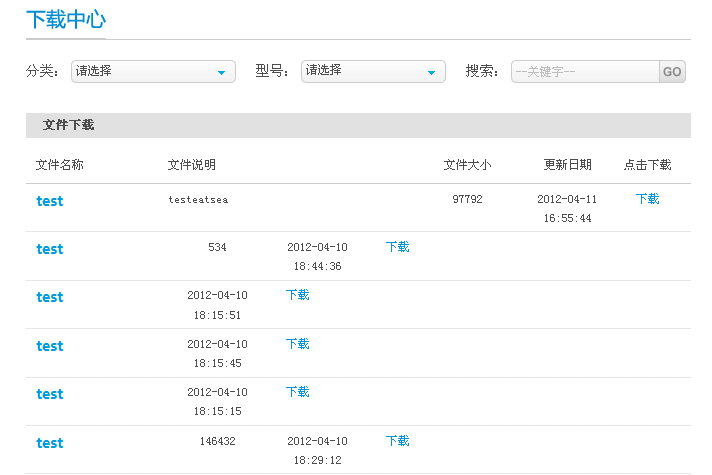 下载中心
分类： 请选择 型号： 请选择 搜索： --关键字-- GO
文件下载
文件名称 文件说明 文件大小 更新日期 点击下载
test testeatsea 97792 2012-04-11 下载
16:55:44
test 534 2012-04-10 下载
18:44:36
test 2012-04-10 下载
18:15:51
test 2012-04-10 下载
18:15:45
test 2012-04-10 下载
18:15:15
test 146432 2012-04-10 下载
18:29:12